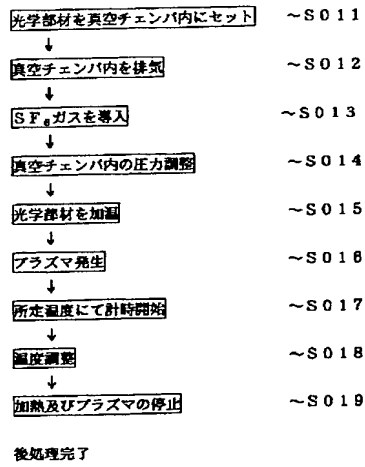 光学部材を真空チェンバ内にセット ～S011
↓
真空チェンバ内を排気 ～S012
↓
SF₆ガスを導入 ～S013
↓
真空チェンバ内の圧力調整 ～S014
↓
光学部材を加温 ～S015
↓
プラズマ発生 ～S016
↓
所定温度にて計時開始 ～S017
↓
温度調整 ～S018
↓
加熱及びプラズマの停止 ～S019
後処理完了